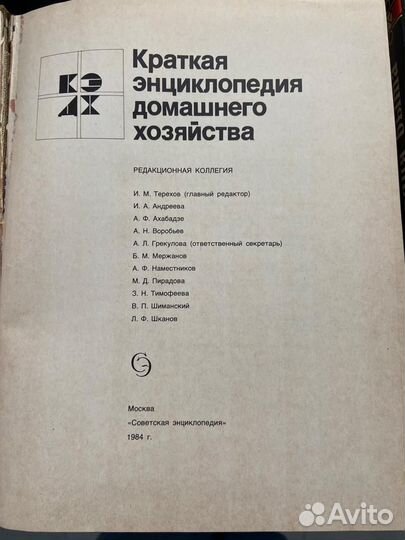 КЭ
ДХ
Краткая
энциклопедия
домашнего
хозяйства
РЕДАКЦИОННАЯ КОЛЛЕГИЯ
И. М. Терехов (главный редактор)
И. А. Андреева
А. Ф. Ахабадзе
А. Н. Воробьев
А. Л. Грекулова (ответственный секретарь)
Б. М. Мержанов
А. Ф. Наместников
М. Д. Пирадова
З. Н. Тимофеева
В. П. Шиманский
Л. Ф. Шканов
СЭ
Москва
«Советская энциклопедия»
1984 г.
Avito